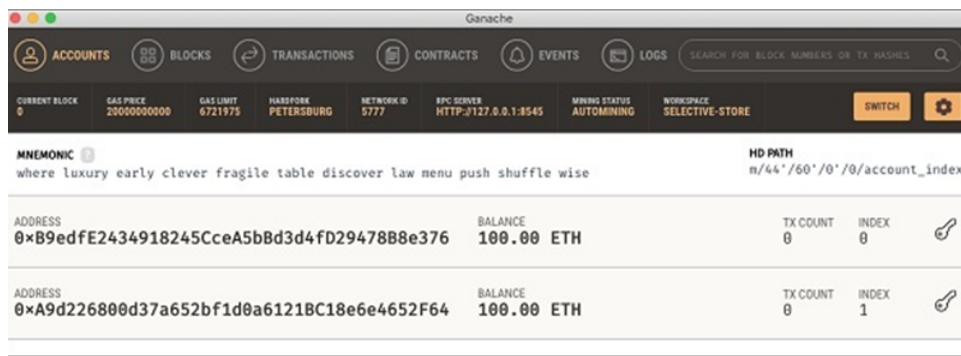 Ganache
ACCOUNTS BLOCKS TRANSACTIONS CONTRACTS EVENTS LOGS SEARCH FOR BLOCK NUMBERS OR TX HASHES
CURRENT BLOCK GAS PRICE GAS LIMIT HARDFORK NETWORK ID RPC SERVER MINING STATUS WORKSPACE
0 20000000000 6721975 PETERSBURG 5777 HTTP://127.0.0.1:8545 AUTOMINING SELECTIVE-STORE SWITCH
MNEMONIC ? HD PATH
where luxury early clever fragile table discover law menu push shuffle wise m/44'/60'/0'/0/account_index
ADDRESS BALANCE TX COUNT INDEX
0×B9edfE2434918245CceA5bBd3d4fD29478B8e376 100.00 ETH 0 0
ADDRESS BALANCE TX COUNT INDEX
0×A9d226800d37a652bf1d0a6121BC18e6e4652F64 100.00 ETH 0 1